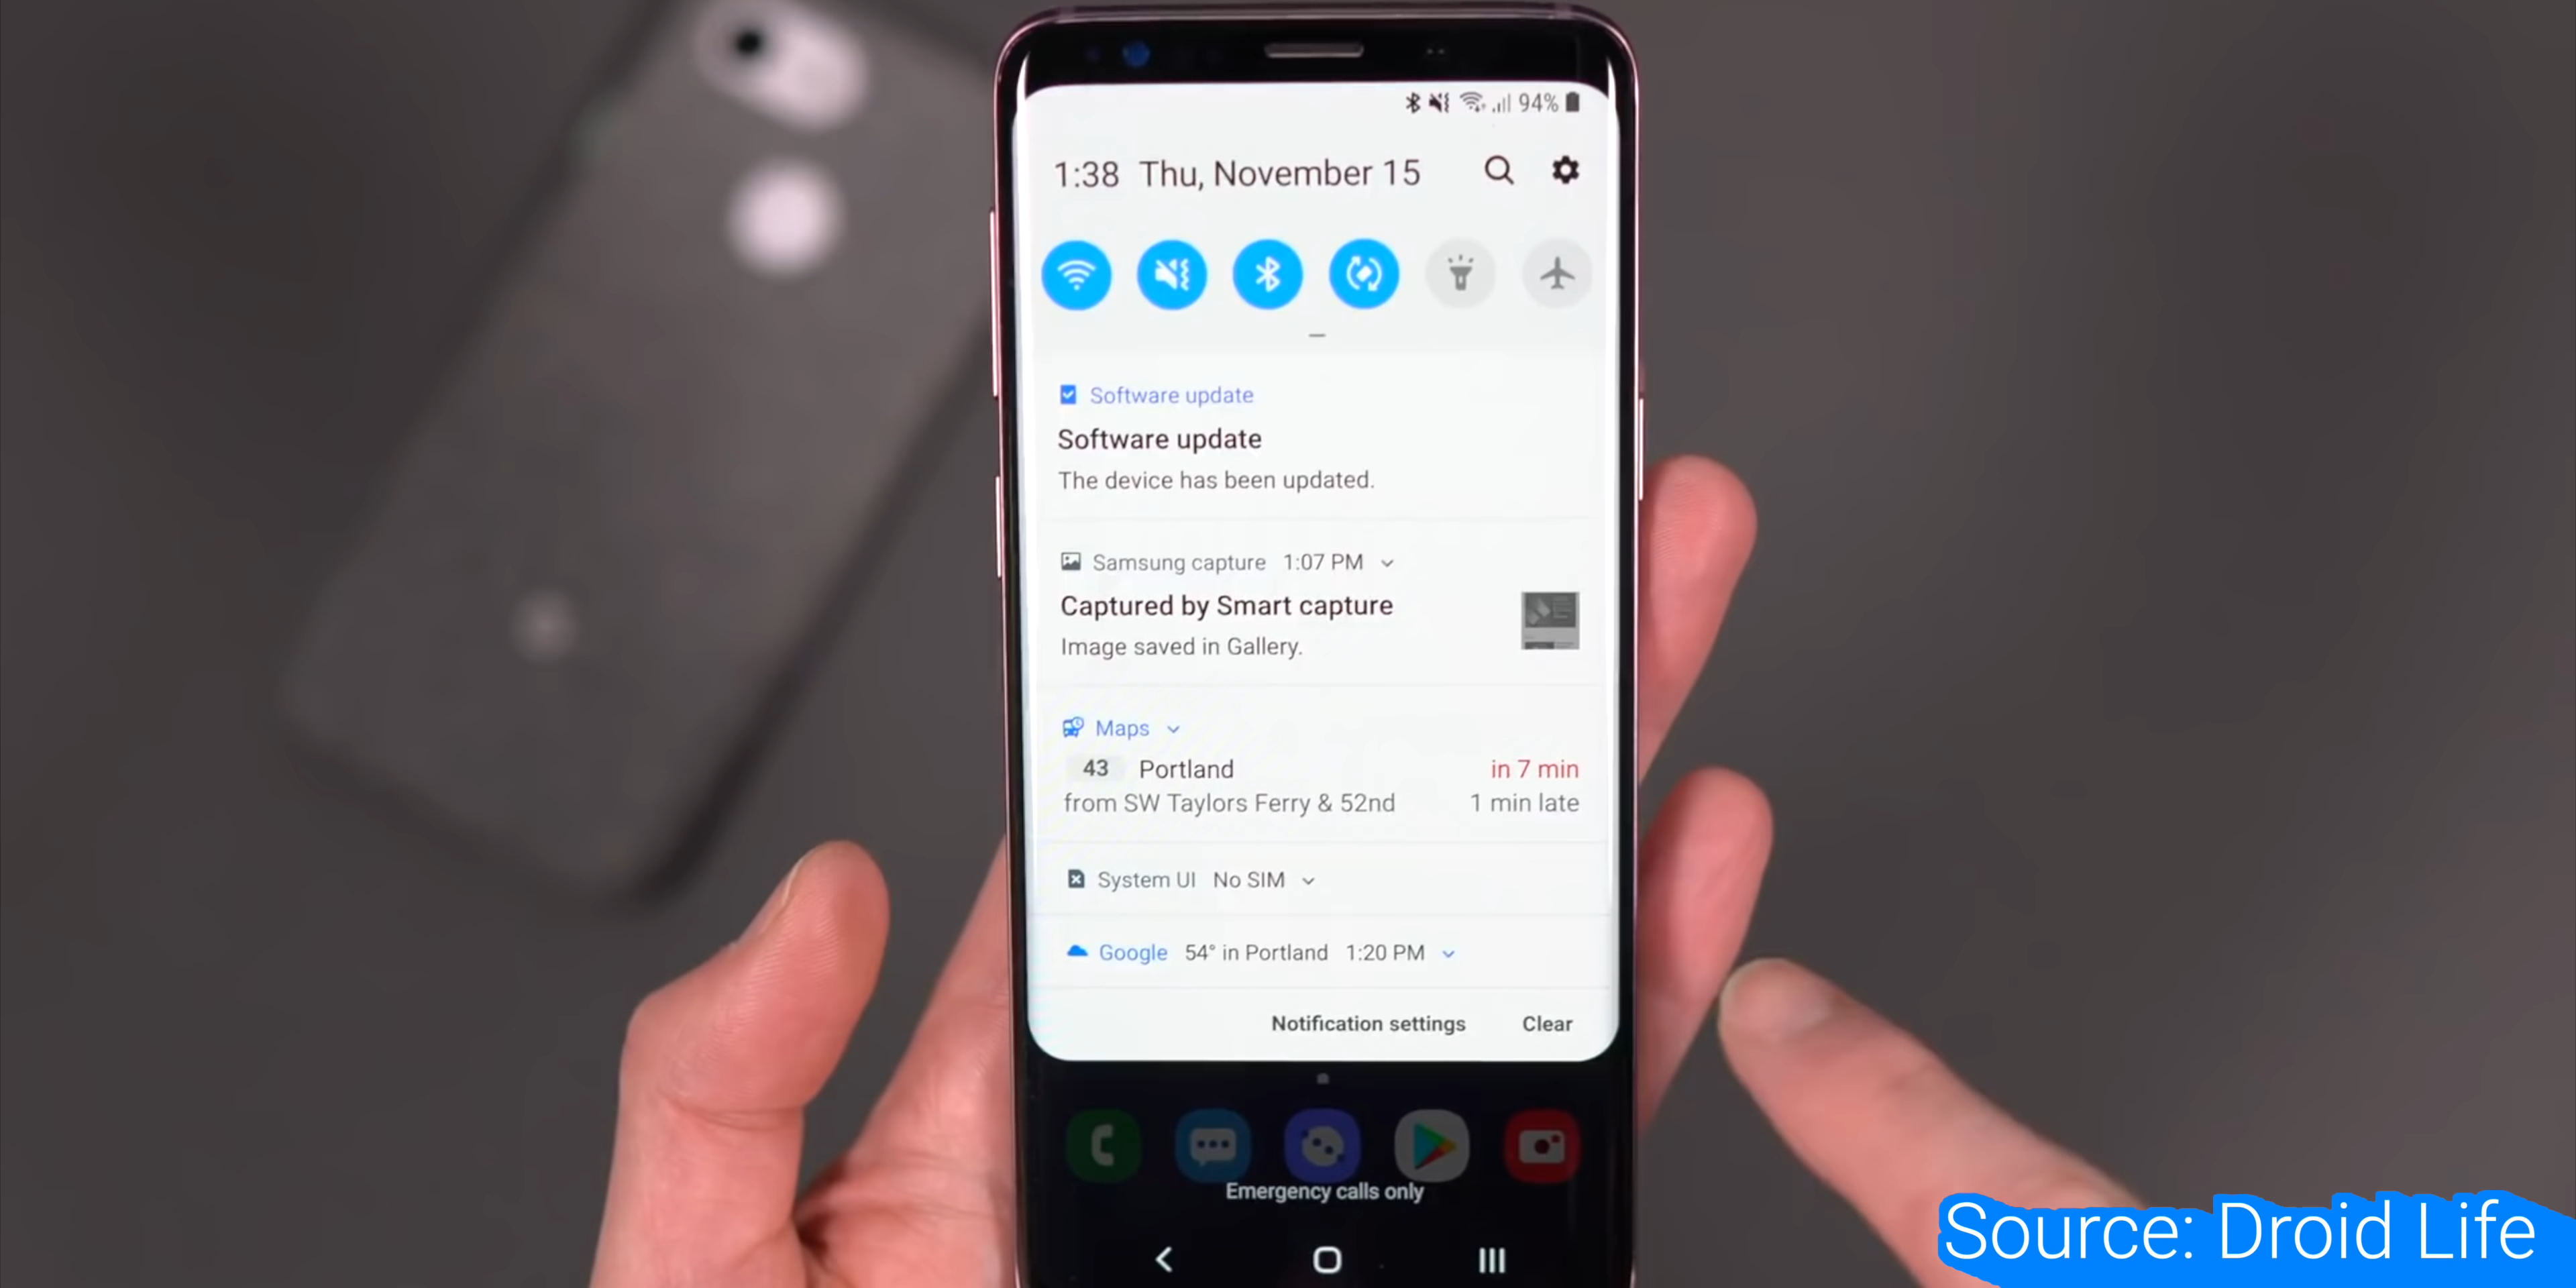 94%
1:38 Thu, November 15
Software update
Software update
The device has been updated.
Samsung capture 1:07 PM
Captured by Smart capture
Image saved in Gallery.
Maps
43 Portland in 7 min
from SW Taylors Ferry & 52nd 1 min late
System UI No SIM
Google 54° in Portland 1:20 PM
Notification settings Clear
Emergency calls only
Source: Droid Life